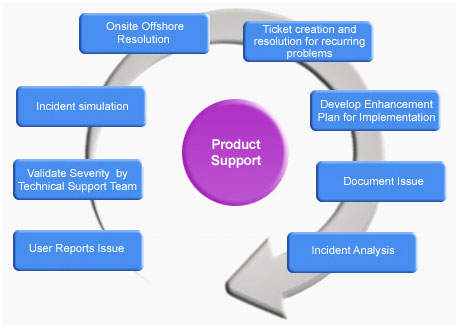 Onsite Offshore
Resolution
Ticket creation and
resolution for recurring
problems
Incident simulation
Develop Enhancement
Plan for Implementation
Product
Support
Validate Severity by
Technical Support Team
Document Issue
User Reports Issue
Incident Analysis